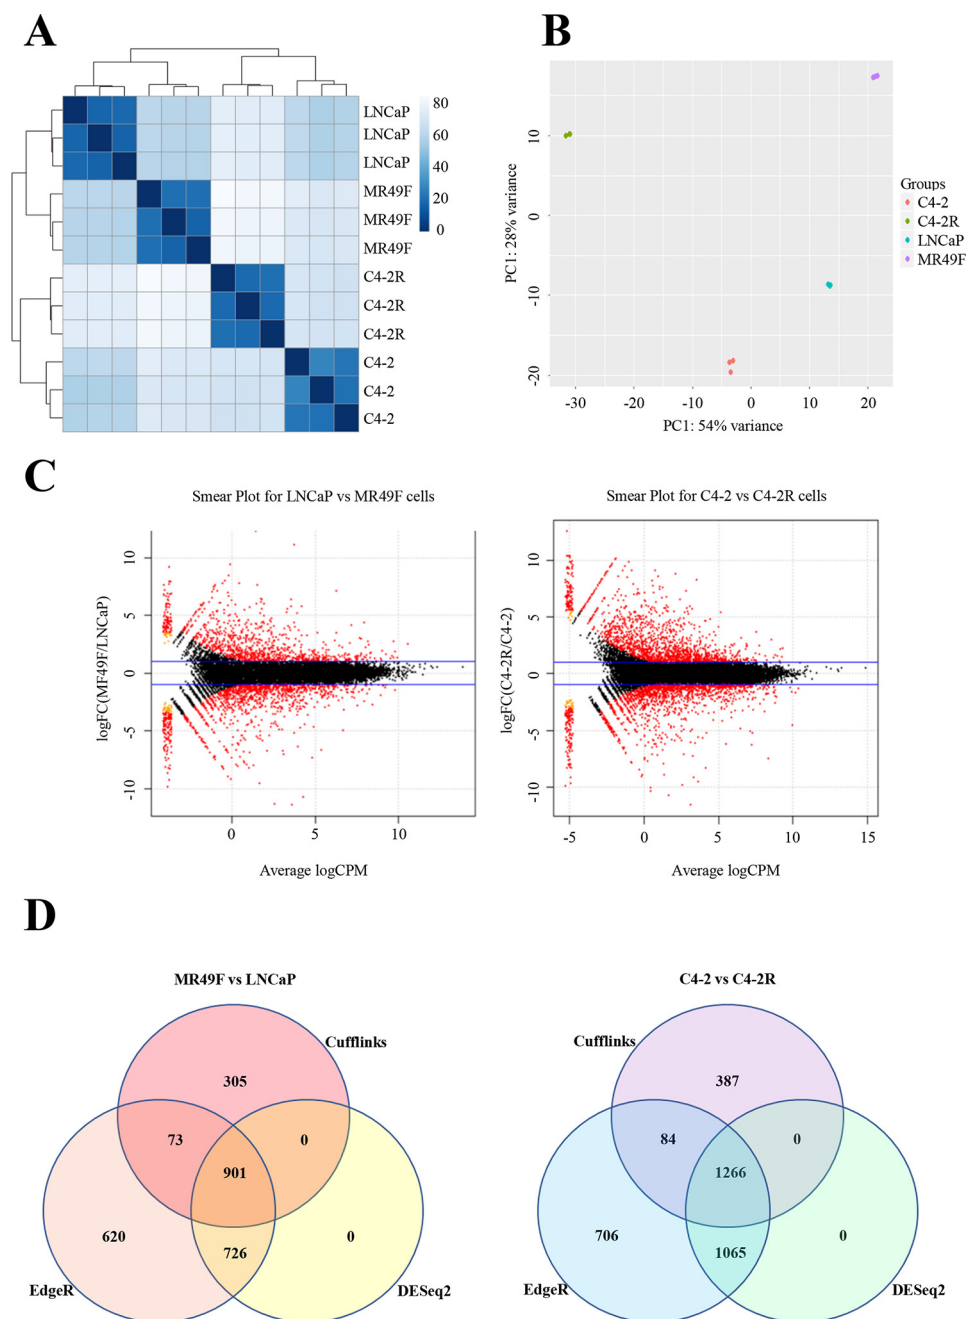 A
LNCaP
LNCaP
LNCaP
MR49F
MR49F
MR49F
C4-2R
C4-2R
C4-2R
C4-2
C4-2
C4-2
80
60
40
20
0
B
PC1: 28% variance
10
0
-10
-20
-30
-20
-10
0
10
20
PC1: 54% variance
Groups
C4-2
C4-2R
LNCaP
MR49F
C
Smear Plot for LNCaP vs MR49F cells
logFC(MF49F/LNCaP)
10
5
0
-5
-10
0
5
10
Average logCPM
Smear Plot for C4-2 vs C4-2R cells
logFC(C4-2R/C4-2)
10
5
0
-5
-10
-5
0
5
10
15
Average logCPM
D
MR49F vs LNCaP
Cufflinks
305
73
0
901
620
726
0
EdgeR
DESeq2
C4-2 vs C4-2R
Cufflinks
387
84
0
1266
706
1065
0
EdgeR
DESeq2